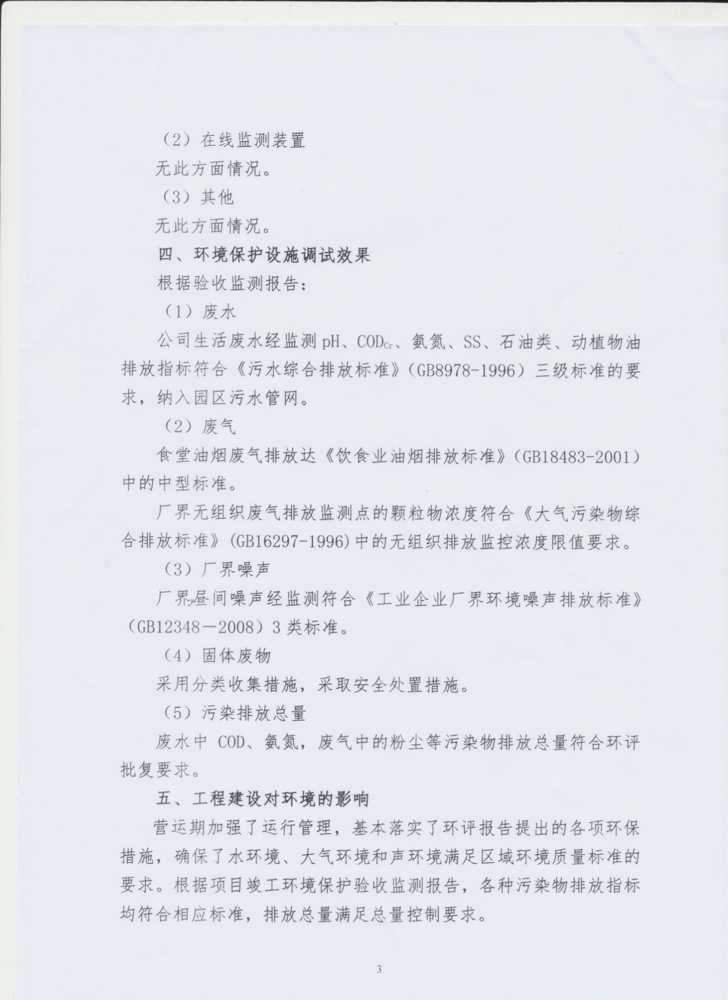 （2）在线监测装置
无此方面情况。
（3）其他
无此方面情况。
四、环境保护设施调试效果
根据验收监测报告：
（1）废水
公司生活废水经监测 pH、CODCr、氨氮、SS、石油类、动植物油
排放指标符合《污水综合排放标准》（GB8978-1996）三级标准的要
求，纳入园区污水管网。
（2）废气
食堂油烟废气排放达《饮食业油烟排放标准》（GB18483-2001）
中的中型标准。
厂界无组织废气排放监测点的颗粒物浓度符合《大气污染物综
合排放标准》(GB16297-1996)中的无组织排放监控浓度限值要求。
（3）厂界噪声
厂界昼间噪声经监测符合《工业企业厂界环境噪声排放标准》
（GB12348－2008）3 类标准。
（4）固体废物
采用分类收集措施，采取安全处置措施。
（5）污染排放总量
废水中 COD、氨氮，废气中的粉尘等污染物排放总量符合环评
批复要求。
五、工程建设对环境的影响
营运期加强了运行管理，基本落实了环评报告提出的各项环保
措施，确保了水环境、大气环境和声环境满足区域环境质量标准的
要求。根据项目竣工环境保护验收监测报告，各种污染物排放指标
均符合相应标准，排放总量满足总量控制要求。
3